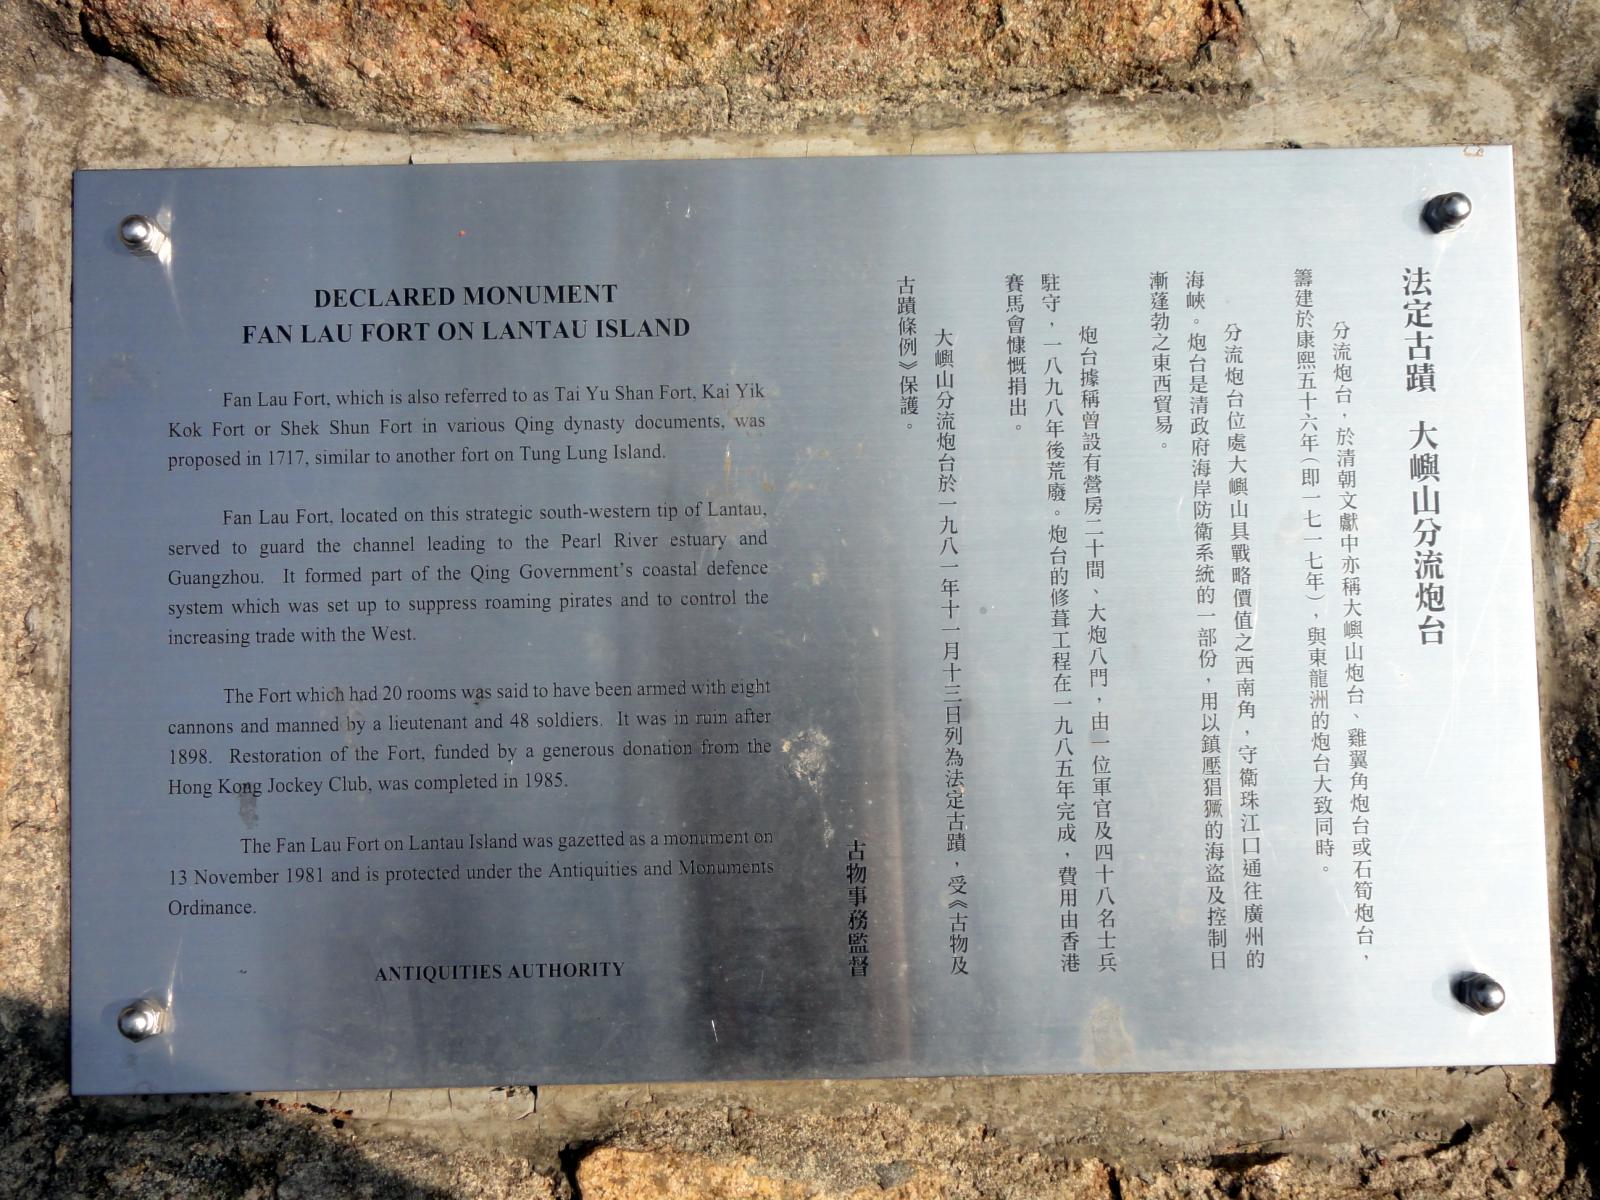 DECLARED MONUMENT
FAN LAU FORT ON LANTAU ISLAND
Fan Lau Fort, which is also referred to as Tai Yu Shan Fort, Kai Yik
Kok Fort or Shek Shun Fort in various Qing dynasty documents, was
proposed in 1717, similar to another fort on Tung Lung Island.
Fan Lau Fort, located on this strategic south-western tip of Lantau,
served to guard the channel leading to the Pearl River estuary and
Guangzhou. It formed part of the Qing Government's coastal defence
system which was set up to suppress roaming pirates and to control the
increasing trade with the West.
The Fort which had 20 rooms was said to have been armed with eight
cannons and manned by a lieutenant and 48 soldiers. It was in ruin after
1898. Restoration of the Fort, funded by a generous donation from the
Hong Kong Jockey Club, was completed in 1985.
The Fan Lau Fort on Lantau Island was gazetted as a monument on
13 November 1981 and is protected under the Antiquities and Monuments
Ordinance.
ANTIQUITIES AUTHORITY
法定古蹟 大嶼山分流炮台
分流炮台，於清朝文獻中亦稱大嶼山炮台、雞翼角炮台或石筍炮台，
籌建於康熙五十六年（即一七一七年），與東龍洲的炮台大致同時。
分流炮台位處大嶼山具戰略價值之西南角，守衛珠江口通往廣州的
海峽。炮台是清政府海岸防衛系統的一部份，用以鎮壓猖獗的海盜及控制日
漸蓬勃之東西貿易。
炮台據稱曾設有營房二十間、大炮八門，由一位軍官及四十八名士兵
駐守，一八九八年後荒廢。炮台的修葺工程在一九八五年完成，費用由香港
賽馬會慷慨捐出。
大嶼山分流炮台於一九八一年十一月十三日列為法定古蹟，受《古物及
古蹟條例》保護。
古物事務監督